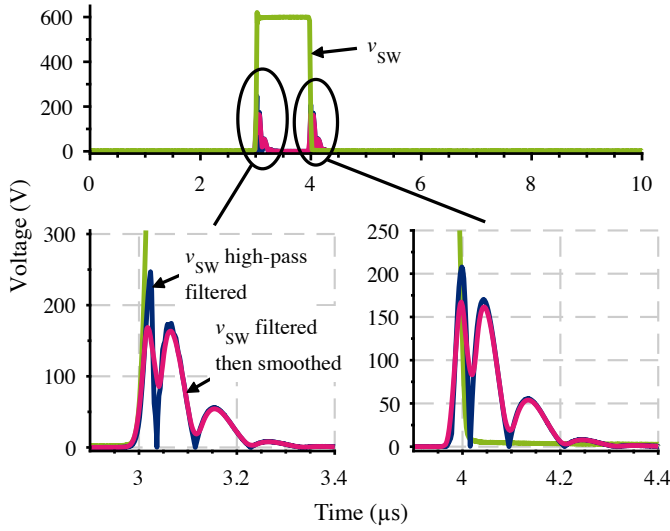 600
400
200
0
v_SW
0 2 4 6 8 10
Voltage (V)
300
200
100
0
v_SW high-pass
filtered
v_SW filtered
then smoothed
3 3.2 3.4
250
200
150
100
50
0
4 4.2 4.4
Time (µs)